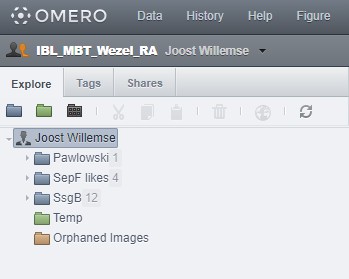 OMERO Data History Help Figure
IBL_MBT_Wezel_RA Joost Willemse
Explore Tags Shares
Joost Willemse
Pawlowski 1
SepF likes 4
SsgB 12
Temp
Orphaned Images